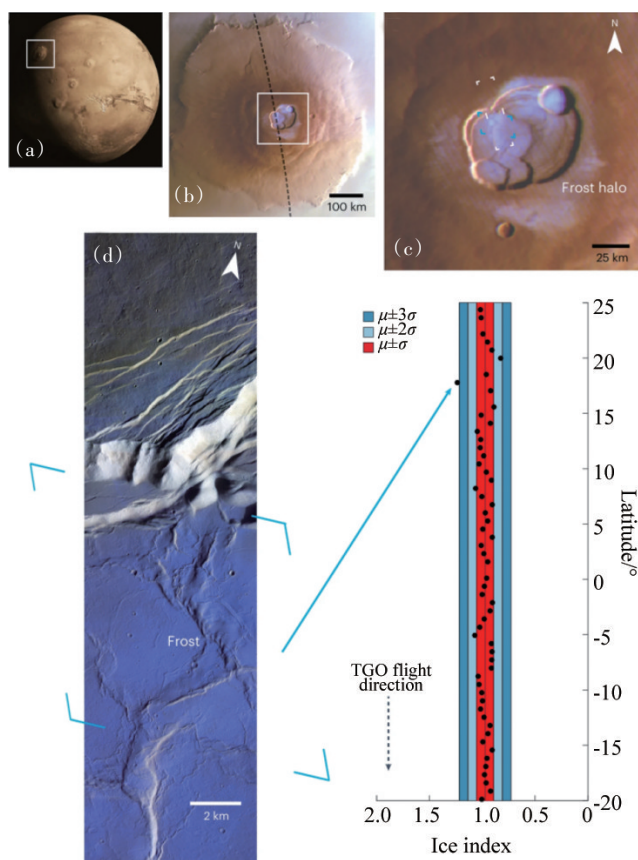 (a)
(b)
100 km
N
(c)
Frost halo
25 km
(d)
N
Frost
2 km
μ±3σ
μ±2σ
μ±σ
25
20
15
10
5
0
-5
-10
-15
-20
Latitude/°
TGO flight
direction
2.0
1.5
1.0
0.5
0
Ice index